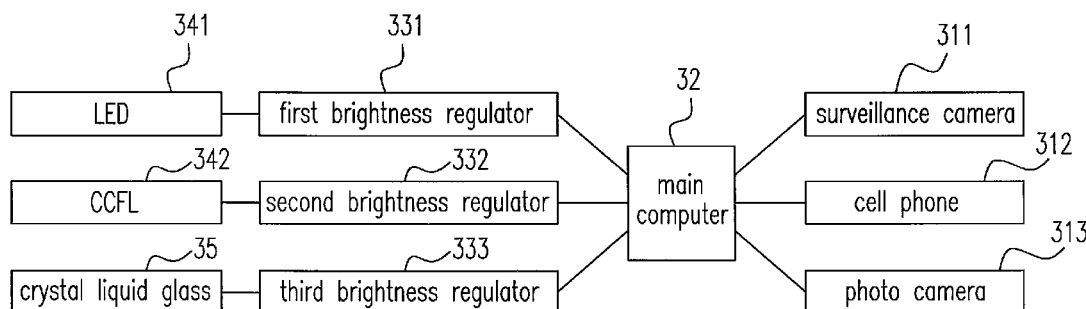 341
331
32
311
LED
first brightness regulator
surveillance camera
342
332
312
CCFL
second brightness regulator
main
computer
cell phone
35
333
313
crystal liquid glass
third brightness regulator
photo camera